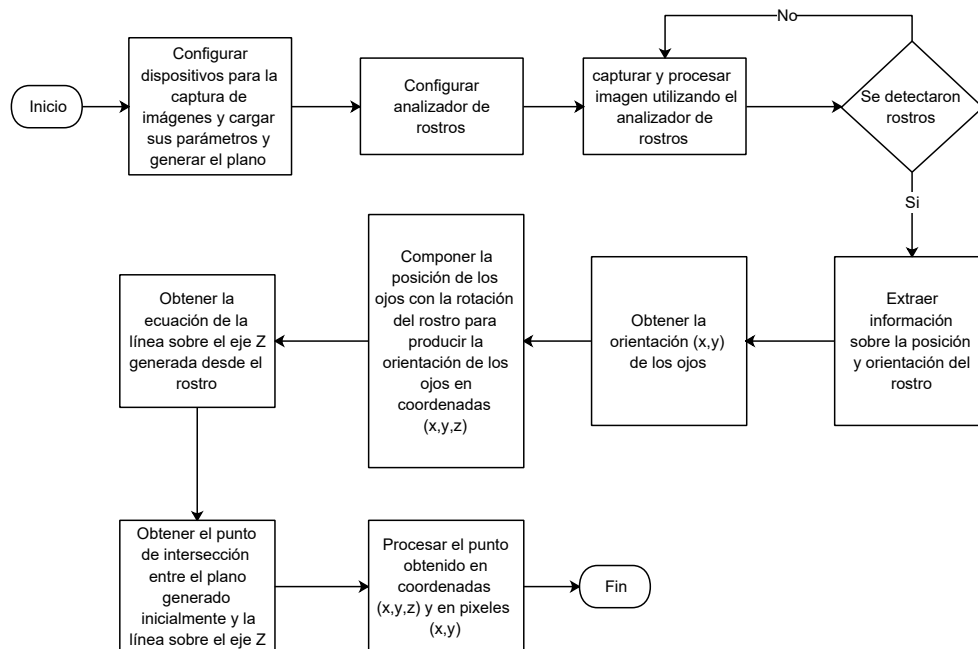 Inicio
Configurar
dispositivos para la
captura de
imágenes y cargar
sus parámetros y
generar el plano
Configurar
analizador de
rostros
capturar y procesar
imagen utilizando el
analizador de
rostros
No
Se detectaron
rostros
Si
Extraer
información
sobre la posición
y orientación del
rostro
Obtener la
orientación (x,y)
de los ojos
Componer la
posición de los
ojos con la rotación
del rostro para
producir la
orientación de los
ojos en
coordenadas
(x,y,z)
Obtener la
ecuación de la
línea sobre el eje Z
generada desde el
rostro
Obtener el punto
de intersección
entre el plano
generado
inicialmente y la
línea sobre el eje Z
Procesar el punto
obtenido en
coordenadas
(x,y,z) y en pixeles
(x,y)
Fin